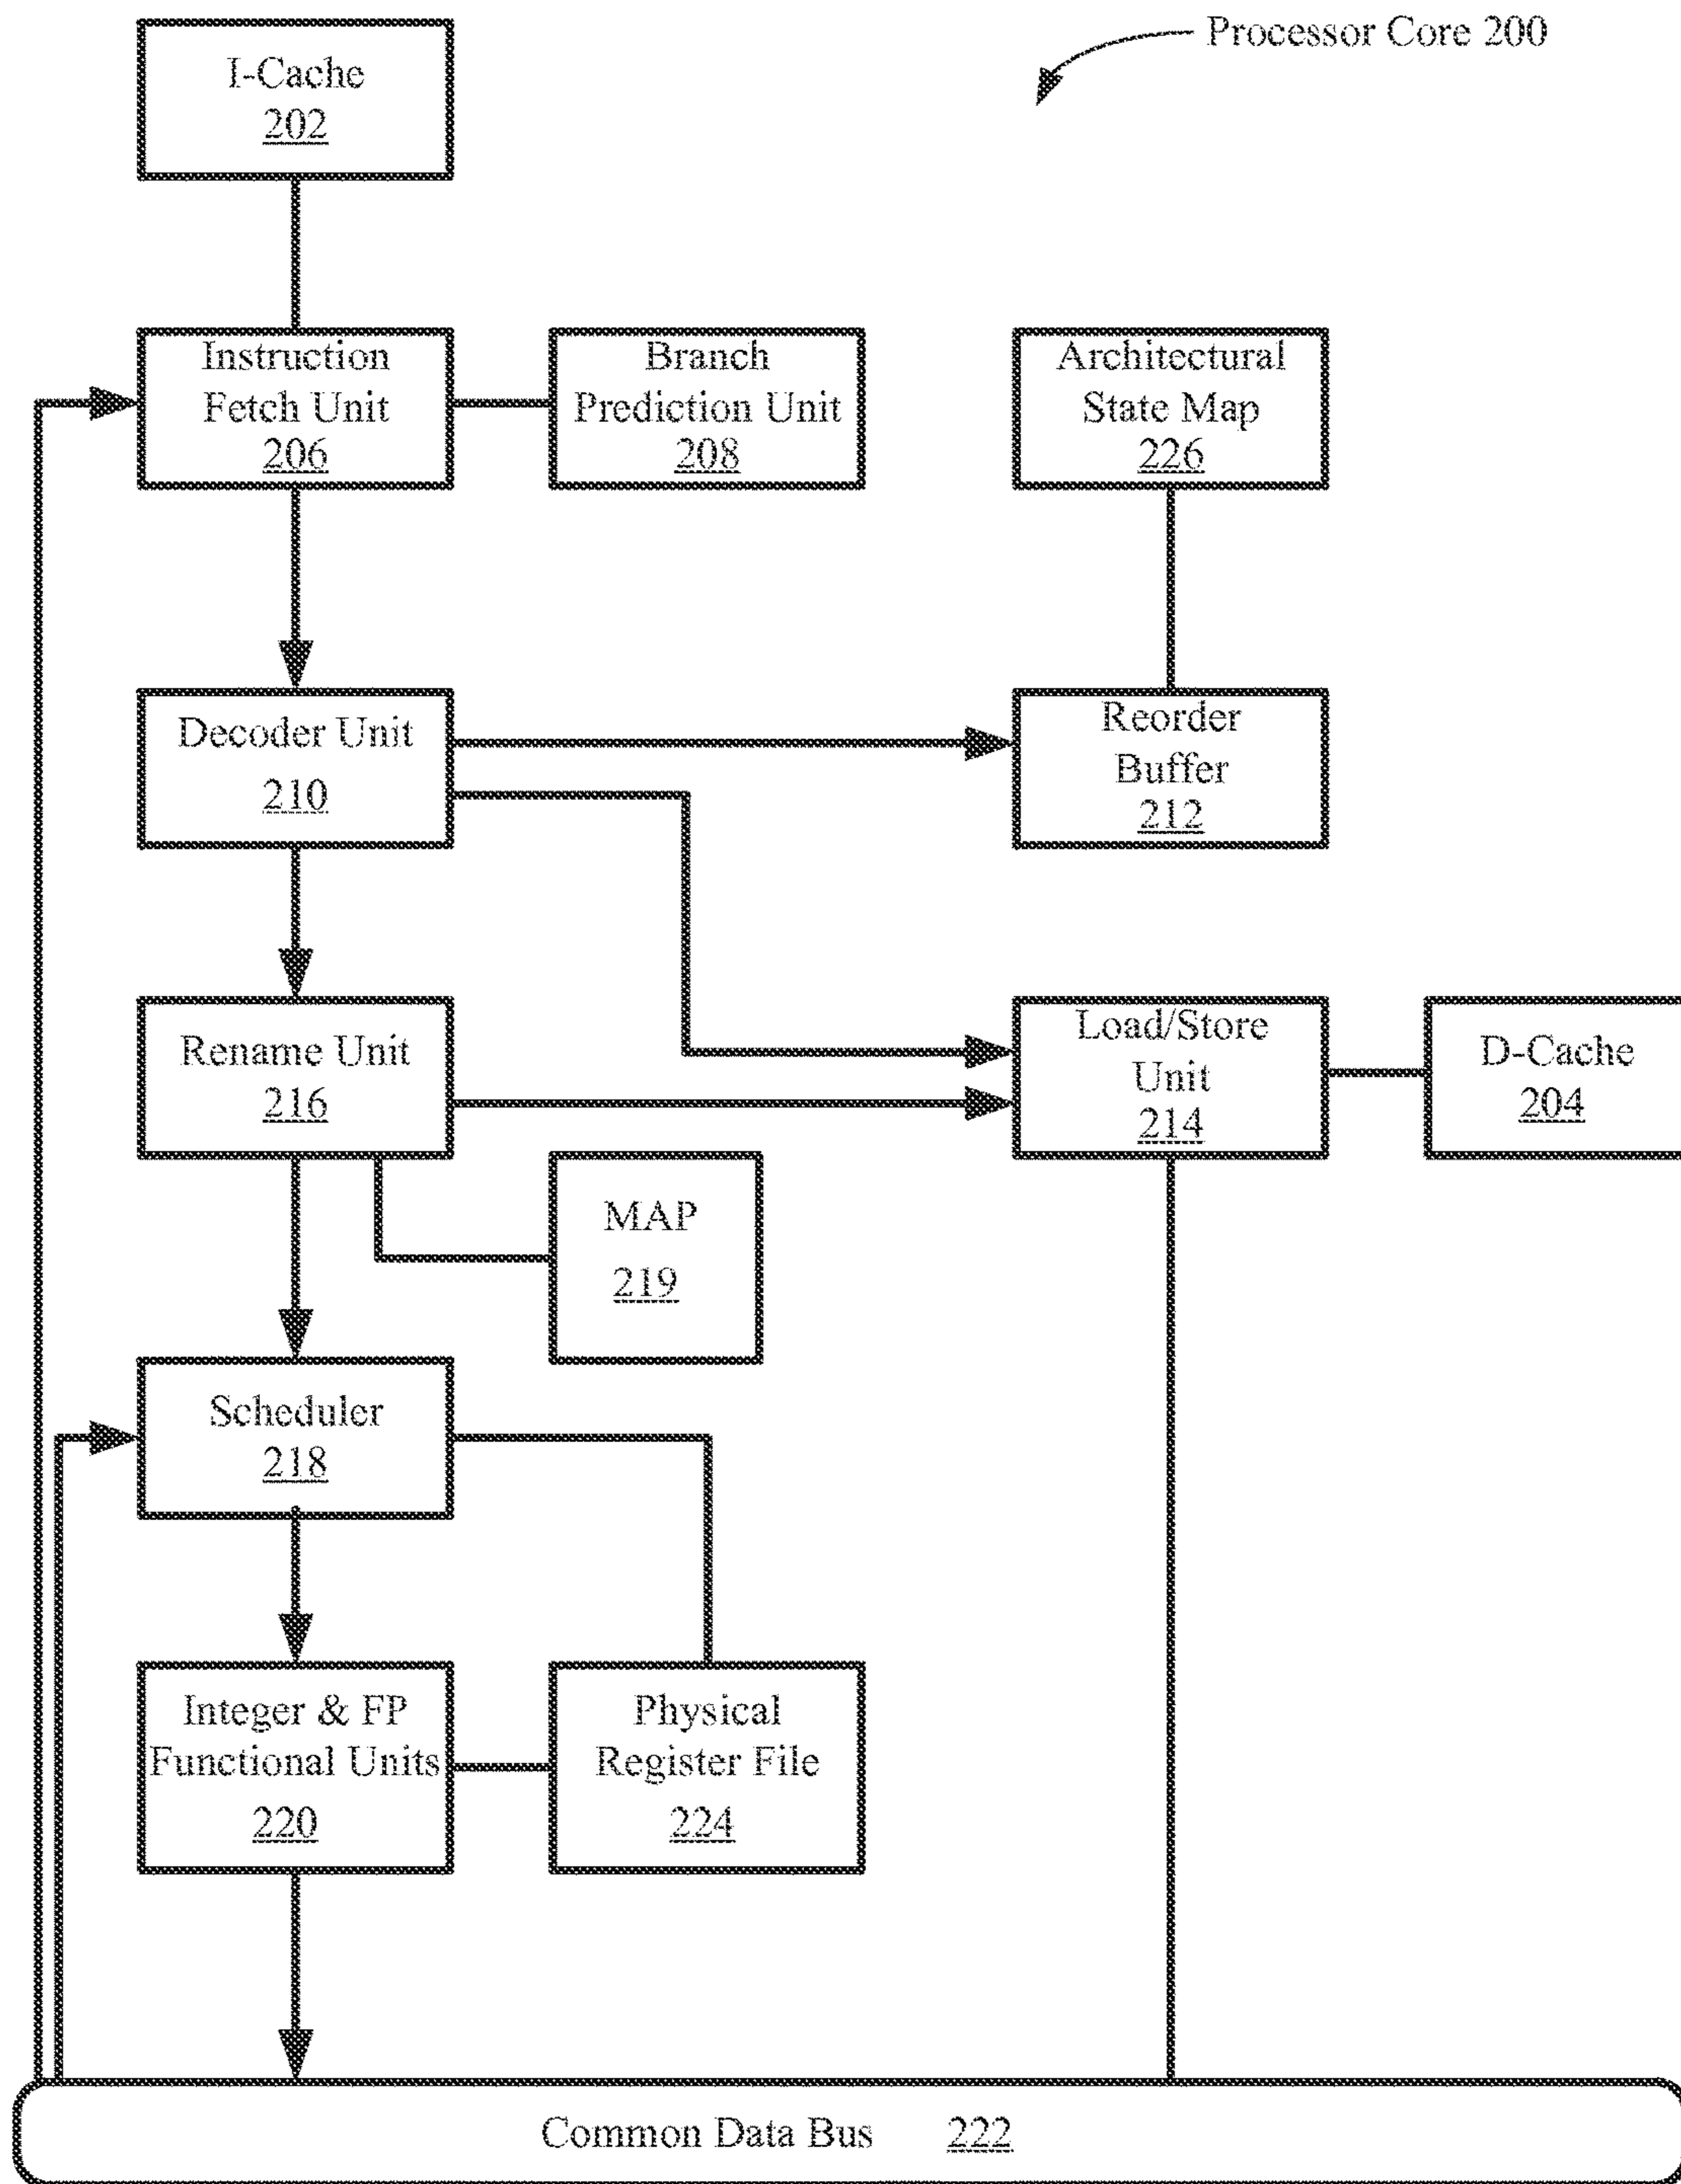 Processor Core 200
I-Cache
202
Instruction
Fetch Unit
206
Branch
Prediction Unit
208
Architectural
State Map
226
Decoder Unit
210
Reorder
Buffer
212
Rename Unit
216
Load/Store
Unit
214
D-Cache
204
MAP
219
Scheduler
218
Integer & FP
Functional Units
220
Physical
Register File
224
Common Data Bus 222